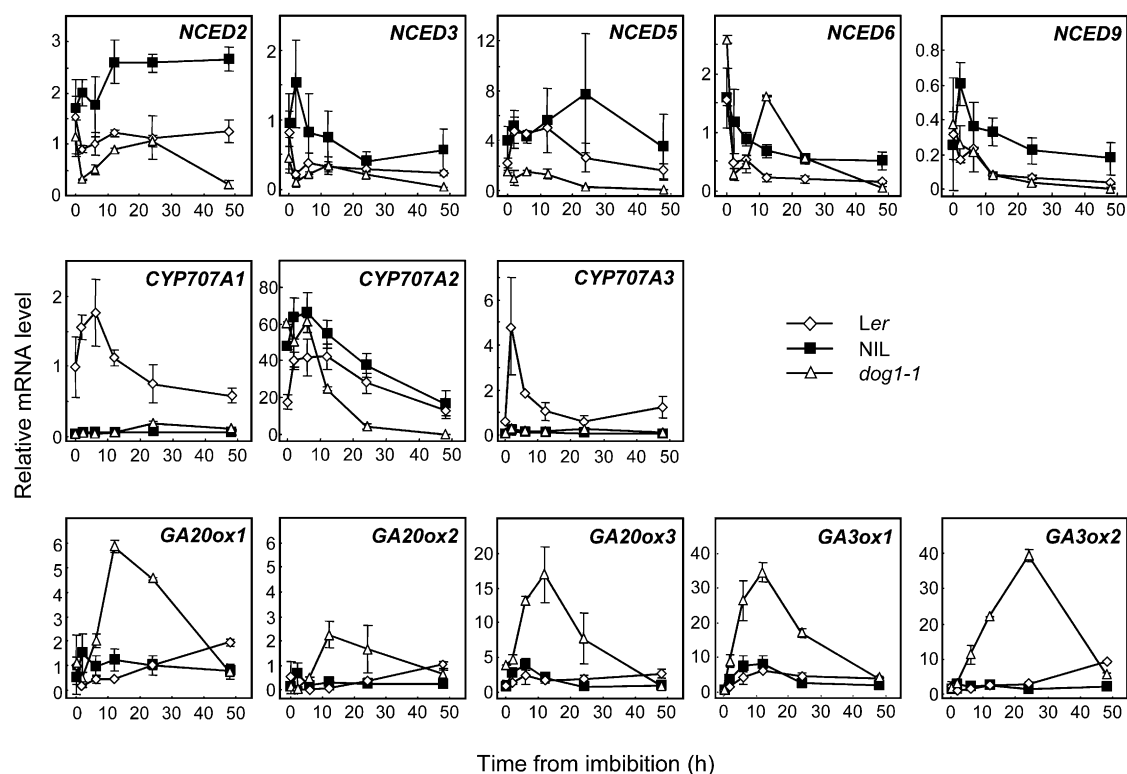 NCED2 NCED3 NCED5 NCED6 NCED9
3 2 1 0
2 1 0
12 8 4 0
2 1 0
0.8 0.6 0.4 0.2 0
0 10 20 30 40 50
0 10 20 30 40 50
0 10 20 30 40 50
0 10 20 30 40 50
0 10 20 30 40 50
Relative mRNA level
CYP707A1 CYP707A2 CYP707A3
2 1 0
80 60 40 20 0
6 4 2 0
0 10 20 30 40 50
0 10 20 30 40 50
0 10 20 30 40 50
Ler
NIL
dog1-1
GA20ox1 GA20ox2 GA20ox3 GA3ox1 GA3ox2
6 5 4 3 2 1 0
6 5 4 3 2 1 0
20 15 10 5 0
40 30 20 10 0
40 30 20 10 0
0 10 20 30 40 50
0 10 20 30 40 50
0 10 20 30 40 50
0 10 20 30 40 50
0 10 20 30 40 50
Time from imbibition (h)